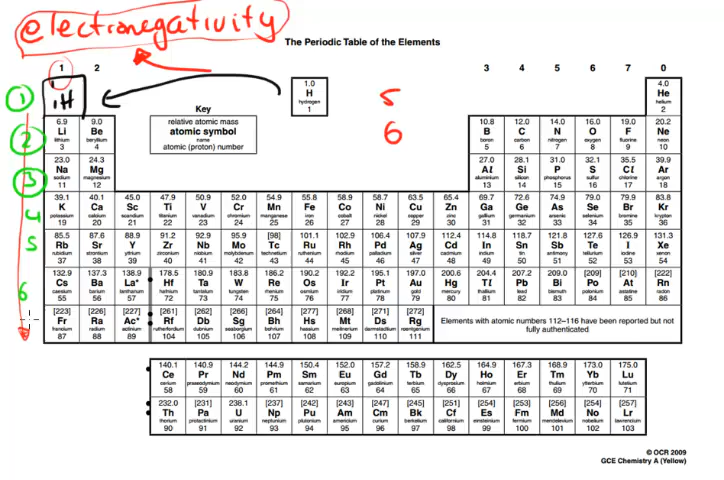 electronegativity
The Periodic Table of the Elements
1 2 3 4 5 6 7 0
1 1H 1.0 5 4.0
H Key He
hydrogen relative atomic mass helium
1 atomic symbol 2
name
atomic (proton) number
6
6.9 9.0 10.8 12.0 14.0 16.0 19.0 20.2
2 Li Be B C N O F Ne
lithium beryllium boron carbon nitrogen oxygen fluorine neon
3 4 5 6 7 8 9 10
23.0 24.3 27.0 28.1 31.0 32.1 35.5 39.9
3 Na Mg Al Si P S Cl Ar
sodium magnesium aluminium silicon phosphorus sulfur chlorine argon
11 12 13 14 15 16 17 18
39.1 40.1 45.0 47.9 50.9 52.0 54.9 55.8 58.9 58.7 63.5 65.4 69.7 72.6 74.9 79.0 79.9 83.8
4 K Ca Sc Ti V Cr Mn Fe Co Ni Cu Zn Ga Ge As Se Br Kr
potassium calcium scandium titanium vanadium chromium manganese iron cobalt nickel copper zinc gallium germanium arsenic selenium bromine krypton
19 20 21 22 23 24 25 26 27 28 29 30 31 32 33 34 35 36
85.5 87.6 88.9 91.2 92.9 95.9 [98] 101.1 102.9 106.4 107.9 112.4 114.8 118.7 121.8 127.6 126.9 131.3
5 Rb Sr Y Zr Nb Mo Tc Ru Rh Pd Ag Cd In Sn Sb Te I Xe
rubidium strontium yttrium zirconium niobium molybdenum technetium ruthenium rhodium palladium silver cadmium indium tin antimony tellurium iodine xenon
37 38 39 40 41 42 43 44 45 46 47 48 49 50 51 52 53 54
132.9 137.3 138.9 178.5 180.9 183.8 186.2 190.2 192.2 195.1 197.0 200.6 204.4 207.2 209.0 [209] [210] [222]
6 Cs Ba La* Hf Ta W Re Os Ir Pt Au Hg Tl Pb Bi Po At Rn
caesium barium lanthanum hafnium tantalum tungsten rhenium osmium iridium platinum gold mercury thallium lead bismuth polonium astatine radon
55 56 57 72 73 74 75 76 77 78 79 80 81 82 83 84 85 86
[223] [226] [227] [261] [262] [266] [264] [277] [268] [271] [272]
Fr Ra Ac* Rf Db Sg Bh Hs Mt Ds Rg
francium radium actinium rutherfordium dubnium seaborgium bohrium hassium meitnerium darmstadtium roentgenium
87 88 89 104 105 106 107 108 109 110 111
Elements with atomic numbers 112–116 have been reported but not
fully authenticated
140.1 140.9 144.2 144.9 150.4 152.0 157.2 158.9 162.5 164.9 167.3 168.9 173.0 175.0
Ce Pr Nd Pm Sm Eu Gd Tb Dy Ho Er Tm Yb Lu
cerium praseodymium neodymium promethium samarium europium gadolinium terbium dysprosium holmium erbium thulium ytterbium lutetium
58 59 60 61 62 63 64 65 66 67 68 69 70 71
232.0 [231] 238.1 [237] [242] [243] [247] [245] [251] [254] [253] [256] [254] [257]
Th Pa U Np Pu Am Cm Bk Cf Es Fm Md No Lr
thorium protactinium uranium neptunium plutonium americium curium berkelium californium einsteinium fermium mendelevium nobelium lawrencium
90 91 92 93 94 95 96 97 98 99 100 101 102 103
© OCR 2009
GCE Chemistry A (Yellow)